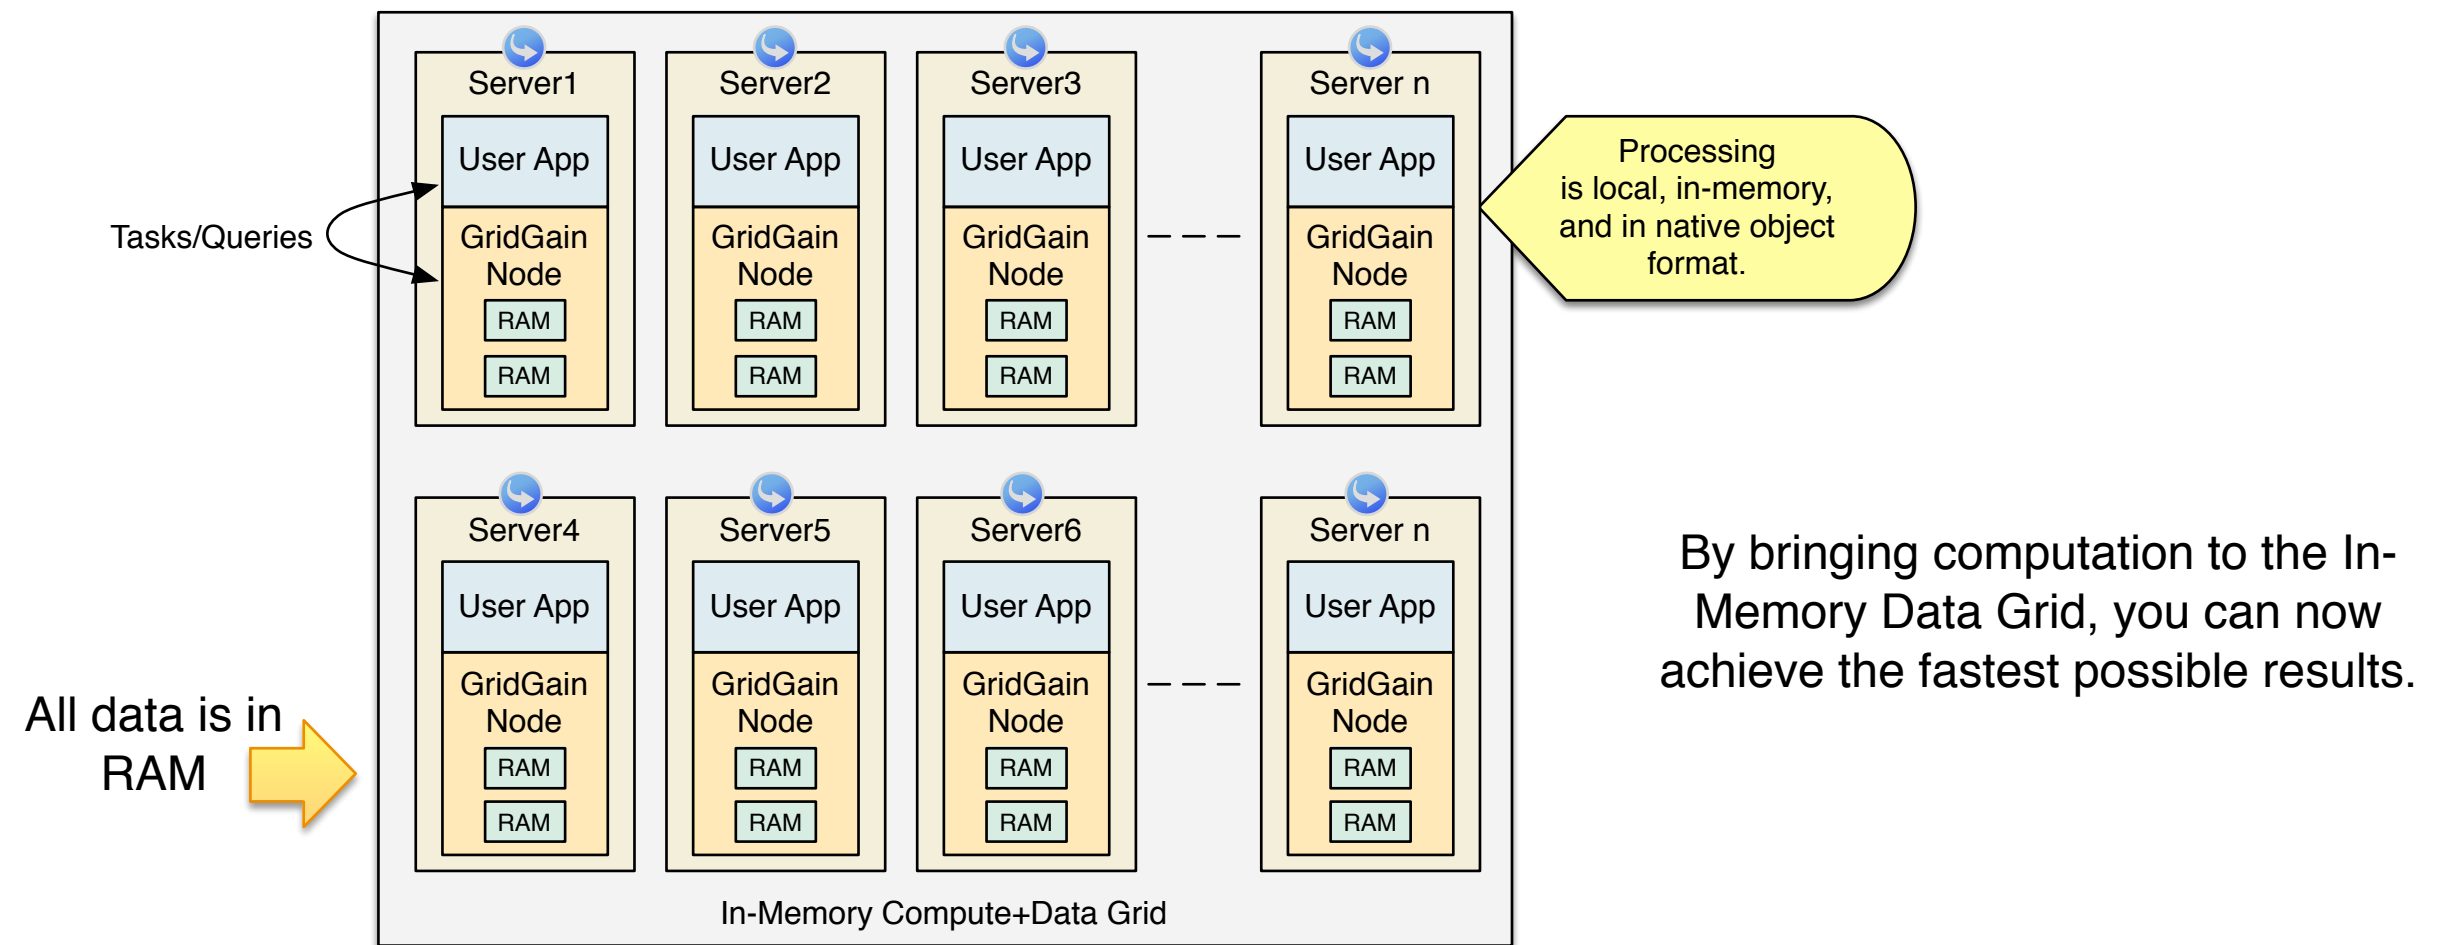 Server1
Server2
Server3
Server n
User App
User App
User App
User App
Processing
is local, in-memory,
and in native object
format.
Tasks/Queries
GridGain
Node
GridGain
Node
GridGain
Node
GridGain
Node
RAM
RAM
RAM
RAM
RAM
RAM
RAM
RAM
Server4
Server5
Server6
Server n
User App
User App
User App
User App
By bringing computation to the In-
Memory Data Grid, you can now
achieve the fastest possible results.
GridGain
Node
GridGain
Node
GridGain
Node
GridGain
Node
All data is in
RAM
RAM
RAM
RAM
RAM
RAM
RAM
RAM
RAM
In-Memory Compute+Data Grid